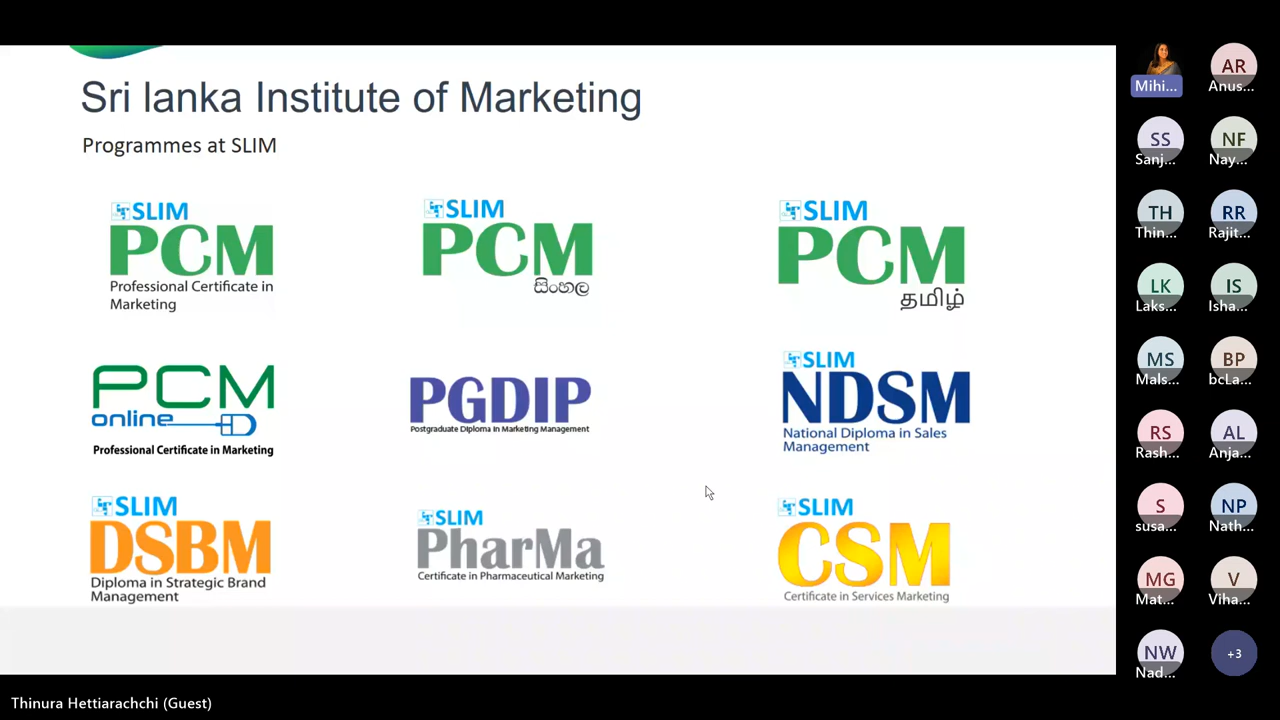 Sri lanka Institute of Marketing
Programmes at SLIM
SLIM
PCM
Professional Certificate in
Marketing
SLIM
PCM
සිංහල
SLIM
PCM
தமிழ்
PCM
online
Professional Certificate in Marketing
PGDIP
Postgraduate Diploma in Marketing Management
SLIM
NDSM
National Diploma in Sales
Management
SLIM
DSBM
Diploma in Strategic Brand
Management
SLIM
PharMa
Certificate in Pharmaceutical Marketing
SLIM
CSM
Certificate in Services Marketing
Mihi...
AR
Anus...
SS
Sanj...
NF
Nay...
TH
Thin...
RR
Rajit...
LK
Laks...
IS
Isha...
MS
Mals...
BP
bcLa...
RS
Rash...
AL
Anja...
S
susa...
NP
Nath...
MG
Mat...
V
Viha...
NW
Nad...
+3
Thinura Hettiarachchi (Guest)